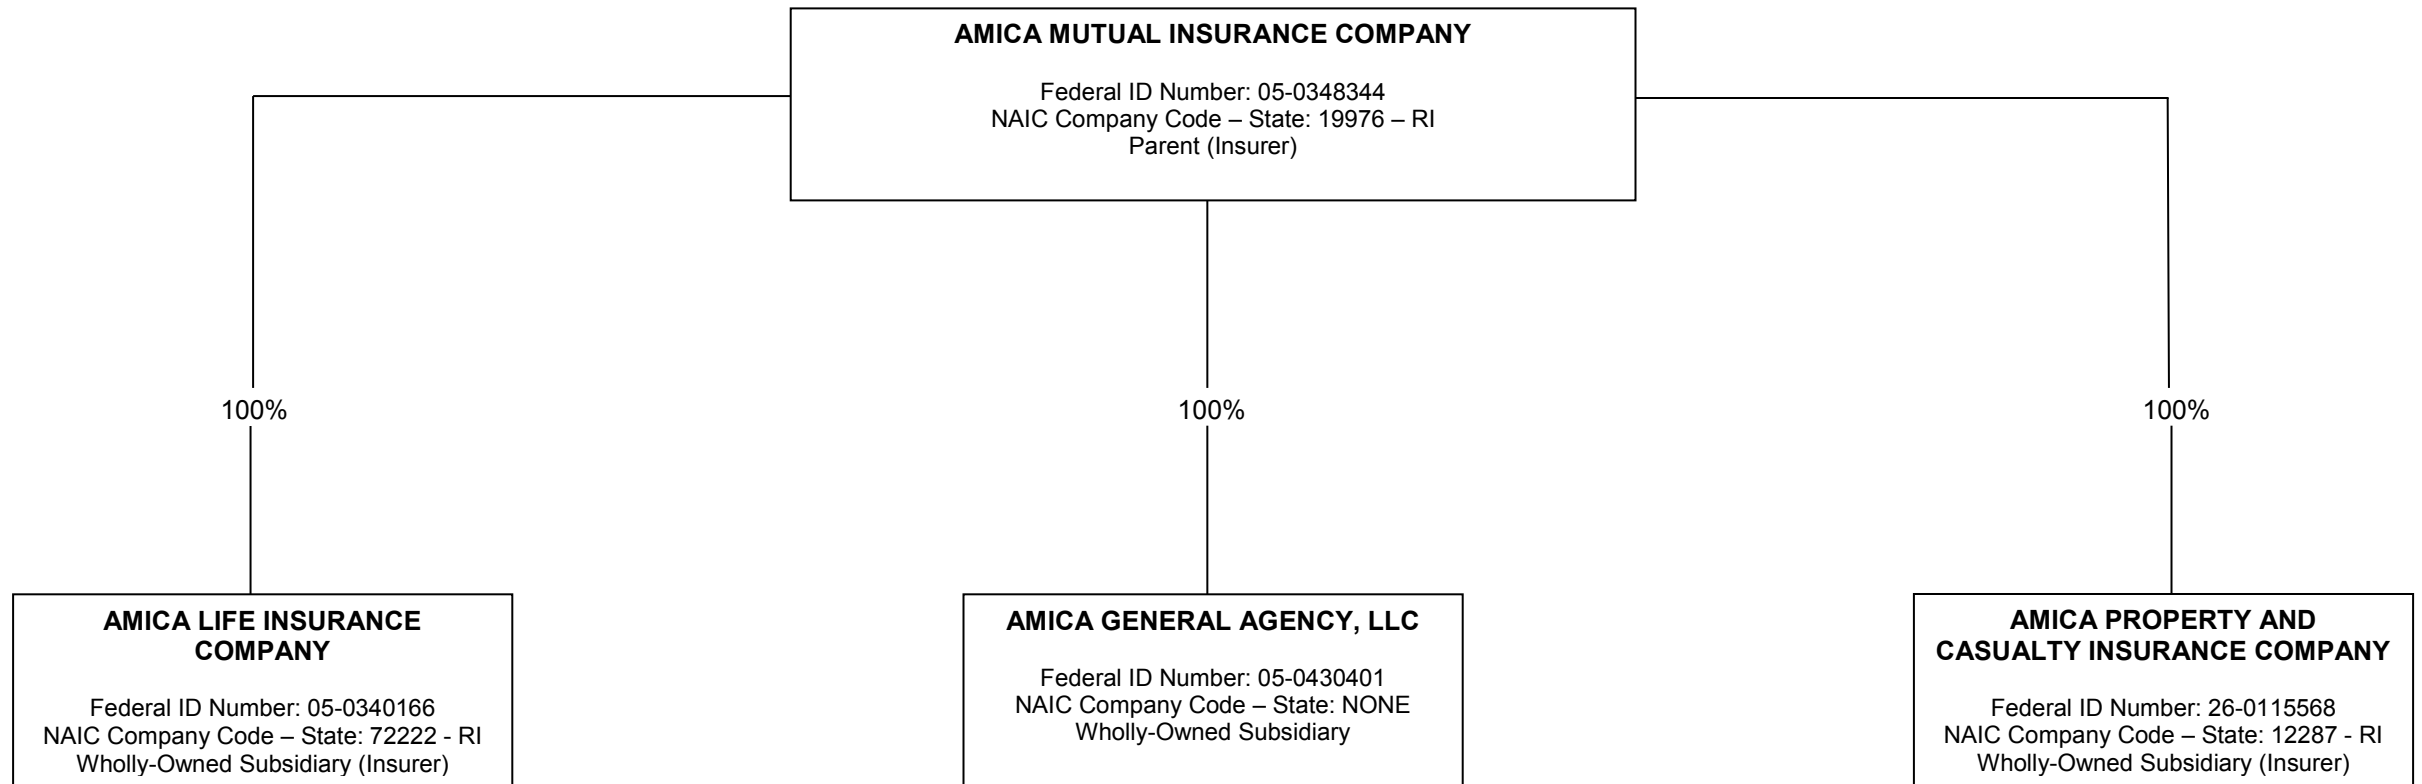 AMICA MUTUAL INSURANCE COMPANY
Federal ID Number: 05-0348344
NAIC Company Code – State: 19976 – RI
Parent (Insurer)
100%
100%
100%
AMICA LIFE INSURANCE
COMPANY
Federal ID Number: 05-0340166
NAIC Company Code – State: 72222 - RI
Wholly-Owned Subsidiary (Insurer)
AMICA GENERAL AGENCY, LLC
Federal ID Number: 05-0430401
NAIC Company Code – State: NONE
Wholly-Owned Subsidiary
AMICA PROPERTY AND
CASUALTY INSURANCE COMPANY
Federal ID Number: 26-0115568
NAIC Company Code – State: 12287 - RI
Wholly-Owned Subsidiary (Insurer)